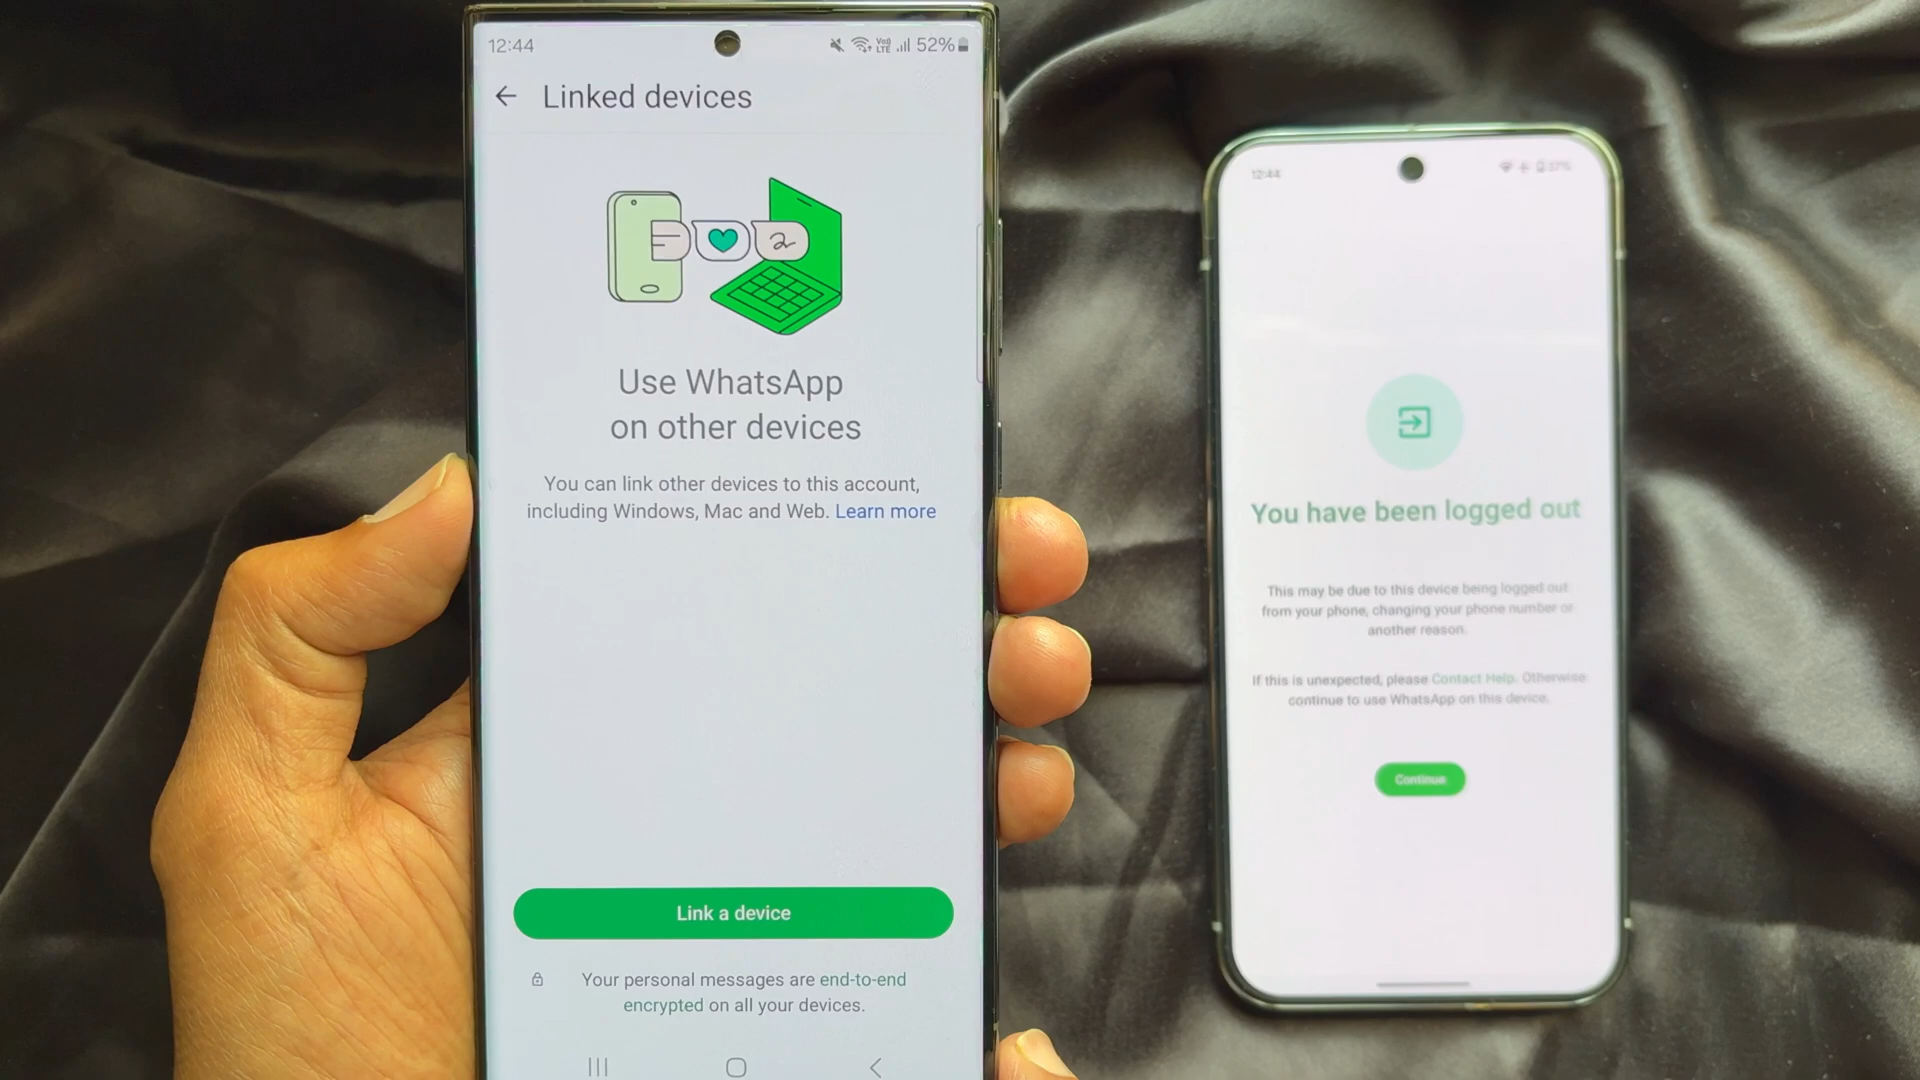 12:44
Vo) LTE 52%
Linked devices
Use WhatsApp
on other devices
You can link other devices to this account,
including Windows, Mac and Web. Learn more
Link a device
Your personal messages are end-to-end
encrypted on all your devices.
12:44
37%
You have been logged out
This may be due to this device being logged out
from your phone, changing your phone number or
another reason.
If this is unexpected, please Contact Help. Otherwise
continue to use WhatsApp on this device.
Continue